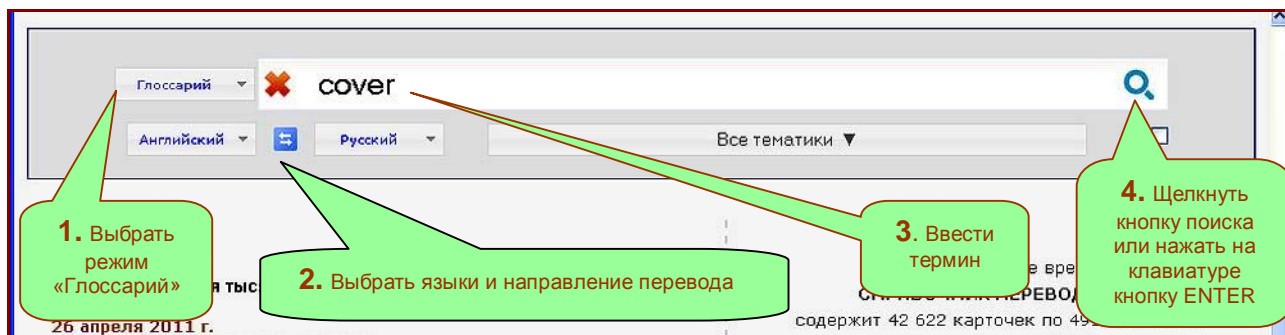 Глоссарий
cover
Английский
Русский
Все тематики ▼
1. Выбрать
режим
«Глоссарий»
2. Выбрать языки и направление перевода
3. Ввести
термин
4. Щелкнуть
кнопку поиска
или нажать на
клавиатуре
кнопку ENTER
26 апреля 2011 г.
содержит 42 622 карточек по